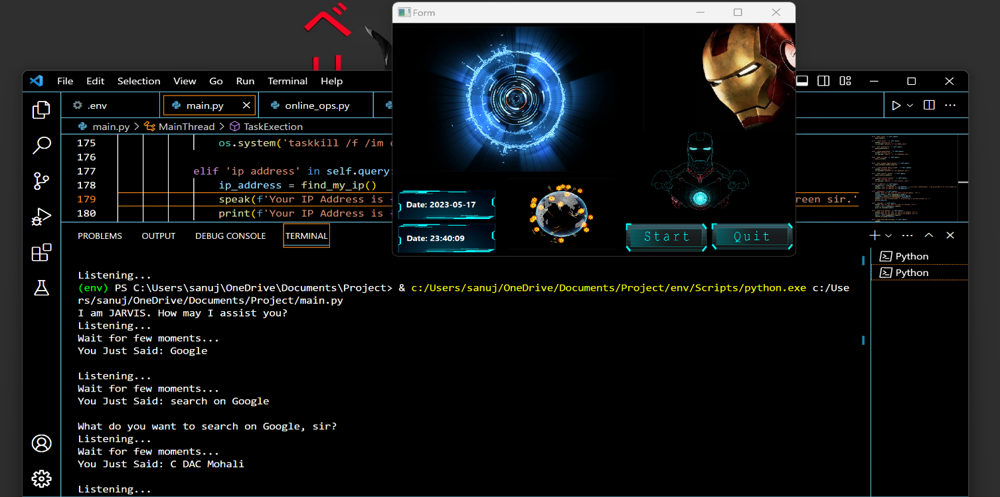 ベ
リ
Form
File Edit Selection View Go Run Terminal Help
.env main.py online_ops.py
main.py > MainThread > TaskExection
175 os.system('taskkill /f /im
176
177 elif 'ip address' in self.query:
178 ip_address = find_my_ip()
179 speak(f'Your IP Address is reen sir.'
180 print(f'Your IP Address is
Date: 2023-05-17
Date: 23:40:09
Start Quit
PROBLEMS OUTPUT DEBUG CONSOLE TERMINAL
Python
Python
Listening...
(env) PS C:\Users\sanuj\OneDrive\Documents\Project> & c:/Users/sanuj/OneDrive/Documents/Project/env/Scripts/python.exe c:/Use
rs/sanuj/OneDrive/Documents/Project/main.py
I am JARVIS. How may I assist you?
Listening...
Wait for few moments...
You Just Said: Google
Listening...
Wait for few moments...
You Just Said: search on Google
What do you want to search on Google, sir?
Listening...
Wait for few moments...
You Just Said: C DAC Mohali
Listening...